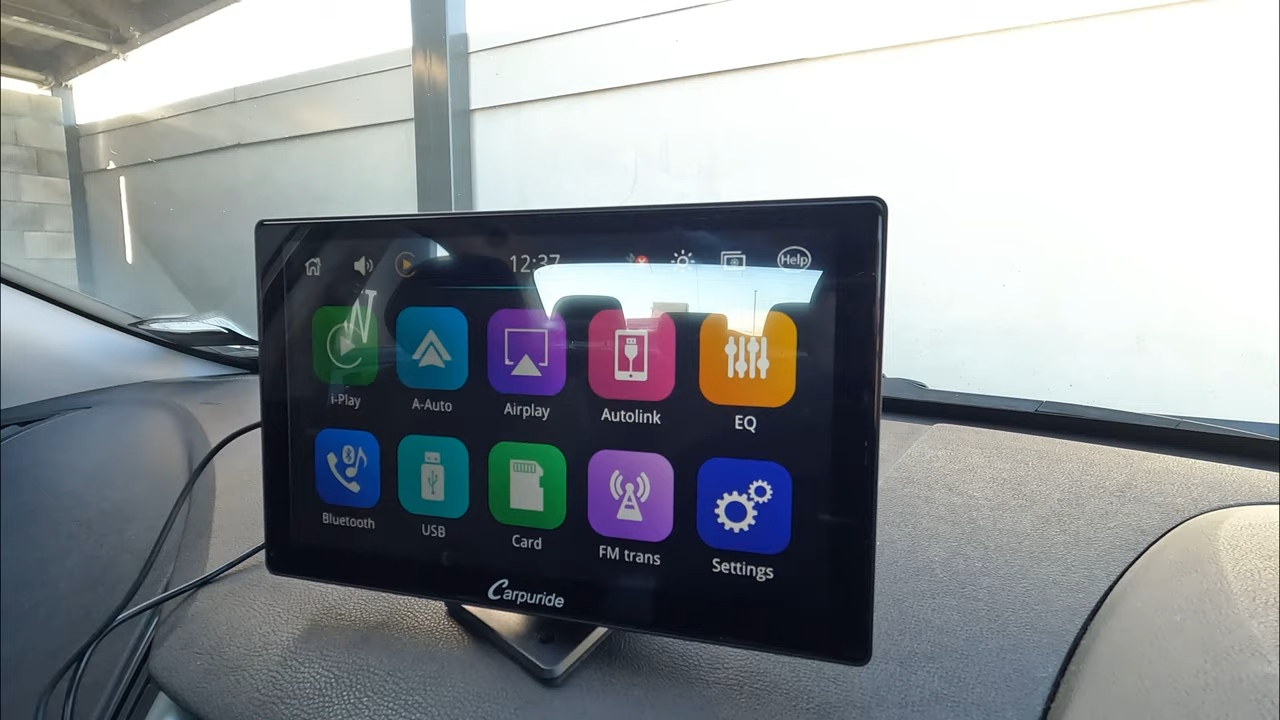 12:37
Help
i-Play
A-Auto
Airplay
Autolink
EQ
Bluetooth
USB
Card
FM trans
Settings
Carpuride